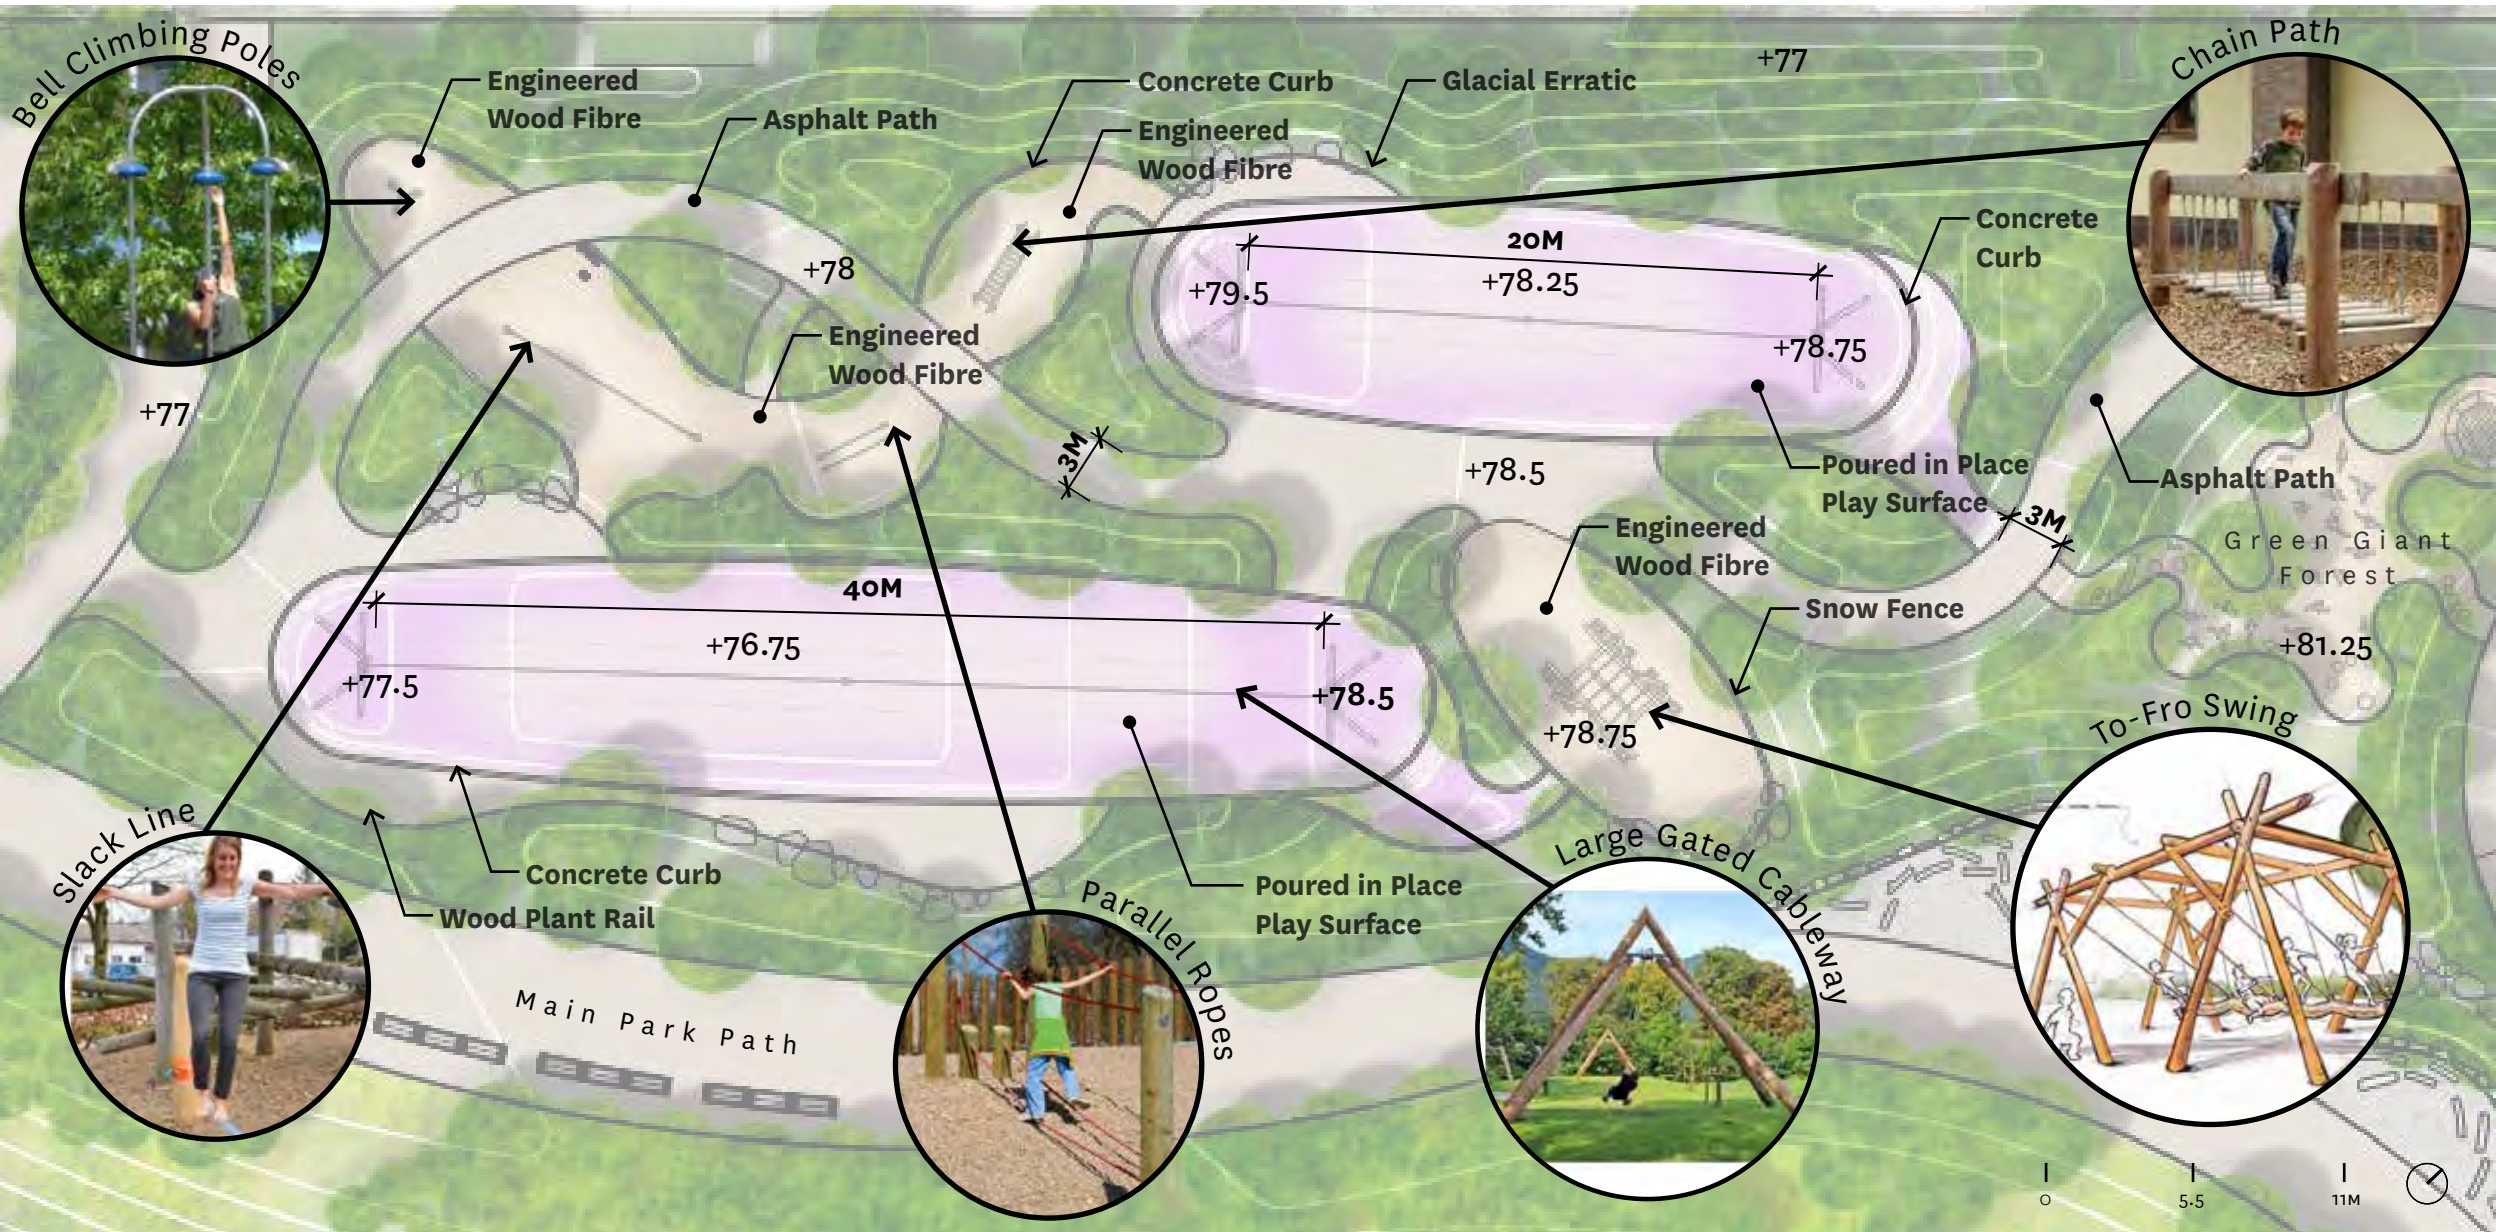 Bell Climbing Poles
Engineered
Wood Fibre
Asphalt Path
Concrete Curb
Engineered
Wood Fibre
Glacial Erratic
+77
Chain Path
Concrete
Curb
+78
20M
+78.25
+79.5
+78.75
Engineered
Wood Fibre
+77
3M
+78.5
Poured in Place
Play Surface
Asphalt Path
3M
Engineered
Wood Fibre
Green Giant
Forest
+81.25
Snow Fence
40M
+76.75
+77.5
+78.5
+78.75
To-Fro Swing
Slack Line
Concrete Curb
Wood Plant Rail
Parallel Ropes
Poured in Place
Play Surface
Large Gated Cableway
Main Park Path
0
5.5
11M